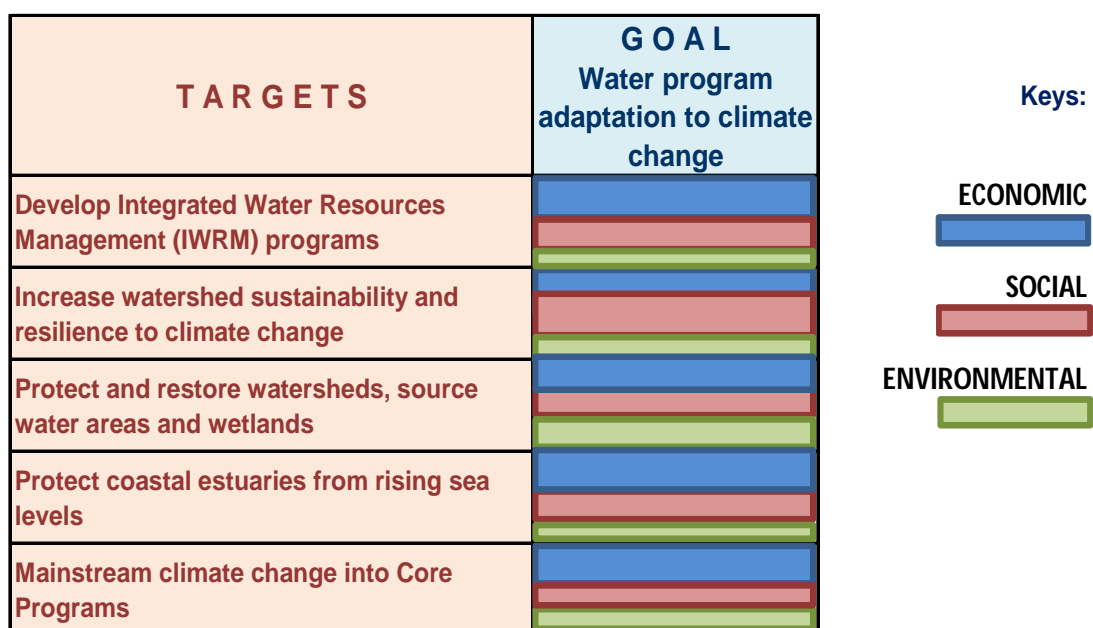 T A R G E T S
G O A L
Water program
adaptation to climate
change
Keys:
Develop Integrated Water Resources
Management (IWRM) programs
Increase watershed sustainability and
resilience to climate change
Protect and restore watersheds, source
water areas and wetlands
Protect coastal estuaries from rising sea
levels
Mainstream climate change into Core
Programs
ECONOMIC
SOCIAL
ENVIRONMENTAL